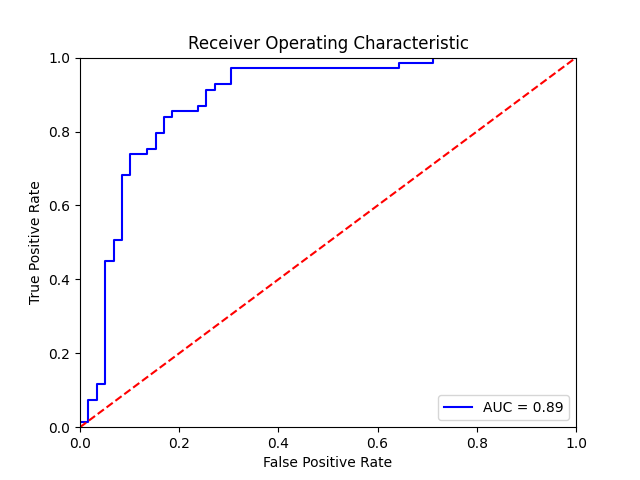 Receiver Operating Characteristic
1.0
0.8
0.6
0.4
0.2
0.0
True Positive Rate
AUC = 0.89
0.0 0.2 0.4 0.6 0.8 1.0
False Positive Rate